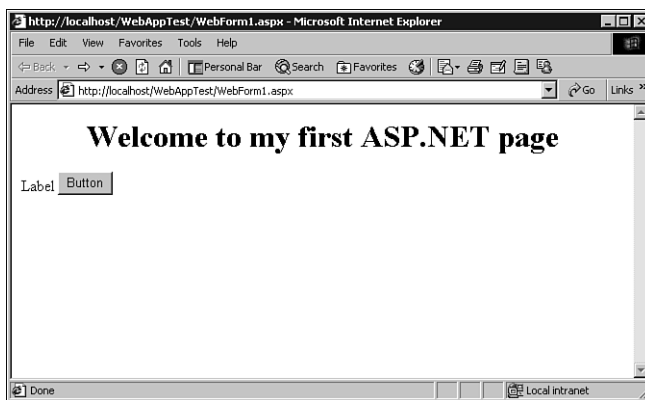 http://localhost/WebAppTest/WebForm1.aspx - Microsoft Internet Explorer
File Edit View Favorites Tools Help
Back Personal Bar Search Favorites
Address http://localhost/WebAppTest/WebForm1.aspx Go Links »
Welcome to my first ASP.NET page
Label Button
Done Local intranet